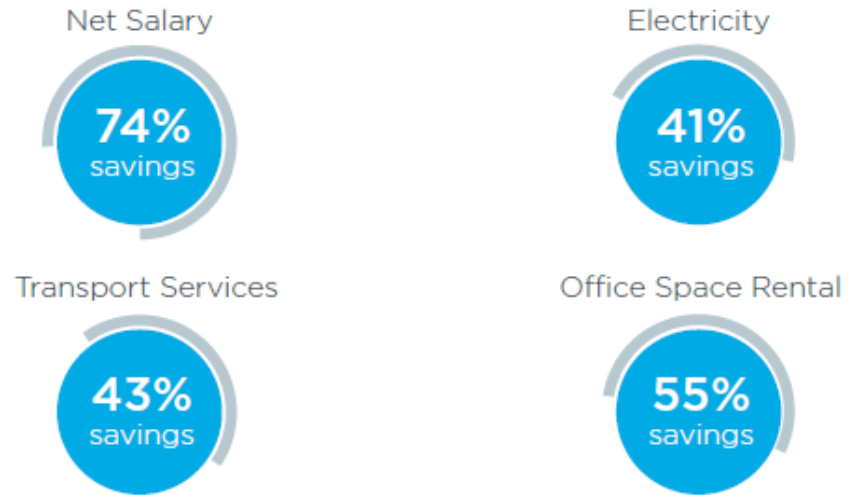 Net Salary
74%
savings
Electricity
41%
savings
Transport Services
43%
savings
Office Space Rental
55%
savings